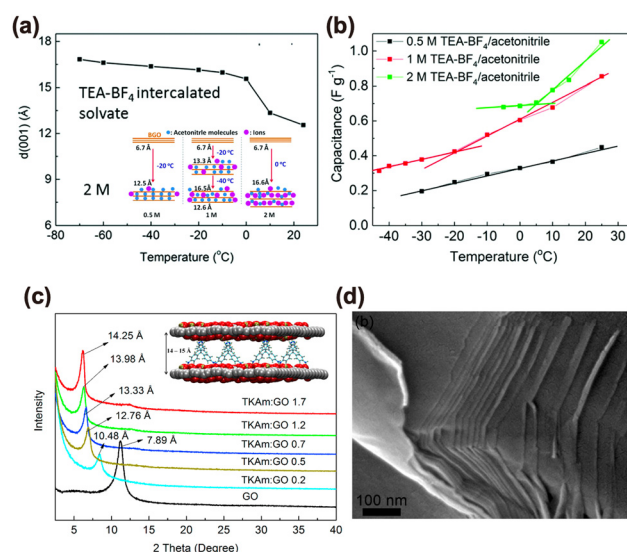 (a)
18
15
12
9
6
3
0
d(001) (Å)
TEA-BF4 intercalated
solvate
2 M
BGO
: Acetonitrile molecules
: Ions
6.7 Å
-20 °C
12.5 Å
0.5 M
6.7 Å
-20 °C
13.3 Å
-40 °C
16.5 Å
12.6 Å
1 M
6.7 Å
0 °C
16.6 Å
2 M
-80 -60 -40 -20 0 20
Temperature (°C)
(b)
1.0
0.8
0.6
0.4
0.2
0.0
Capacitance (F g⁻¹)
0.5 M TEA-BF4/acetonitrile
1 M TEA-BF4/acetonitrile
2 M TEA-BF4/acetonitrile
-40 -30 -20 -10 0 10 20 30
Temperature (°C)
(c)
Intensity
14.25 Å
13.98 Å
13.33 Å
12.76 Å
10.48 Å
7.89 Å
14 – 15 Å
TKAm:GO 1.7
TKAm:GO 1.2
TKAm:GO 0.7
TKAm:GO 0.5
TKAm:GO 0.2
GO
5 10 15 20 25 30 35 40
2 Theta (Degree)
(d)
(b)
100 nm